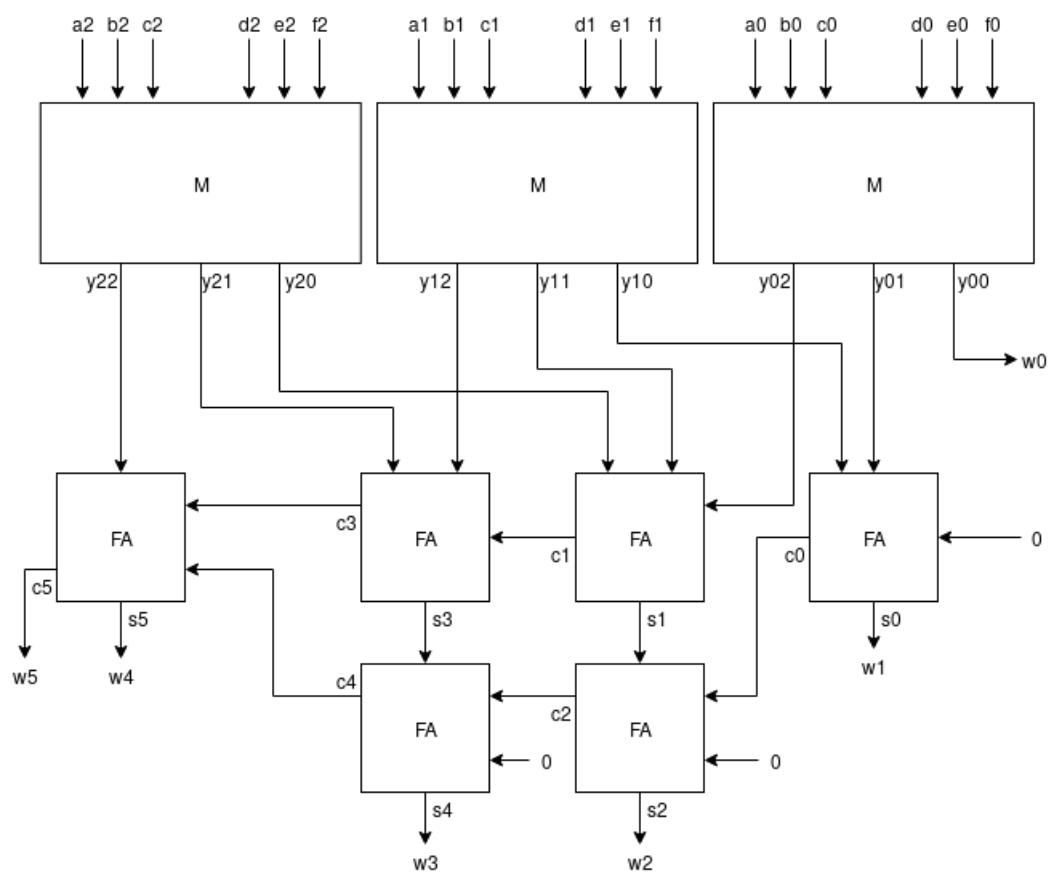 a2 b2 c2 d2 e2 f2 a1 b1 c1 d1 e1 f1 a0 b0 c0 d0 e0 f0
M M M
y22 y21 y20 y12 y11 y10 y02 y01 y00
w0
FA FA FA FA 0
c3 c1 c0
c5 s5 s3 s1 s0
w5 w4 w1
c4 c2
FA FA
0 0
s4 s2
w3 w2